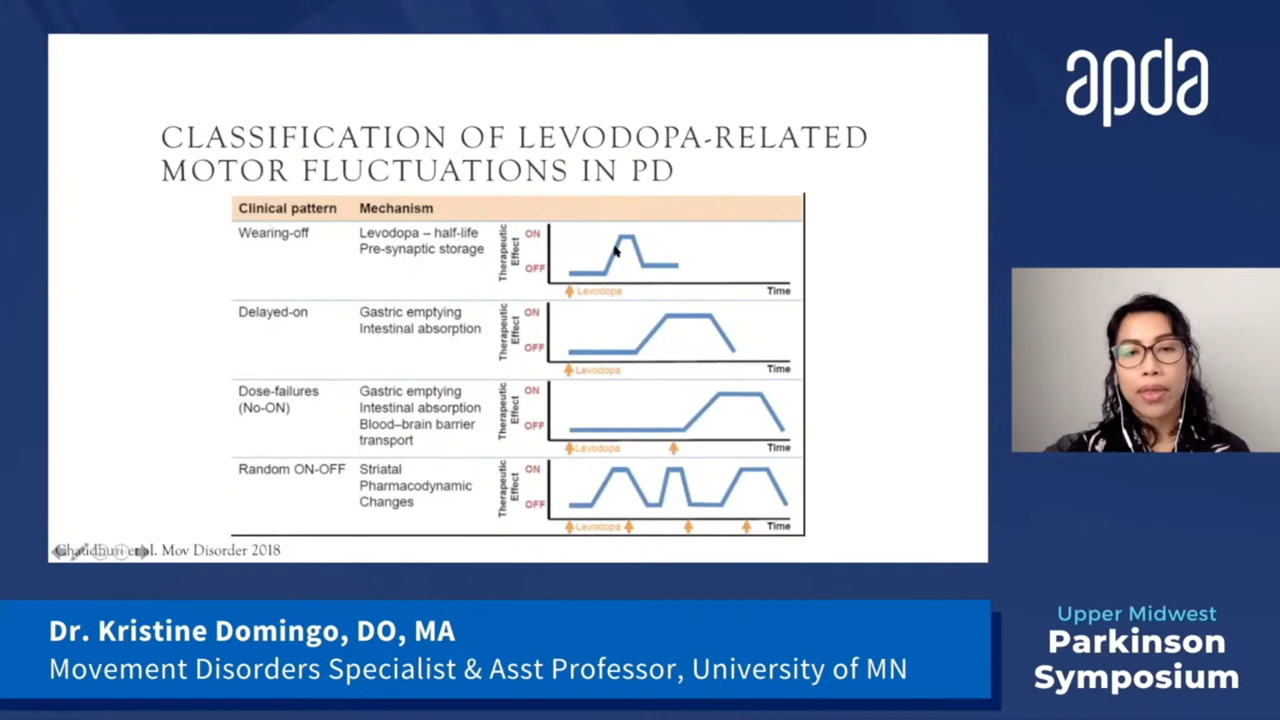 apda
CLASSIFICATION OF LEVODOPA-RELATED
MOTOR FLUCTUATIONS IN PD
Clinical pattern Mechanism
Wearing-off
Levodopa – half-life
Pre-synaptic storage
Therapeutic
Effect
ON
OFF
Levodopa
Time
Delayed-on
Gastric emptying
Intestinal absorption
Therapeutic
Effect
ON
OFF
Levodopa
Time
Dose-failures
(No-ON)
Gastric emptying
Intestinal absorption
Blood–brain barrier
transport
Therapeutic
Effect
ON
OFF
Levodopa
Time
Random ON-OFF
Striatal
Pharmacodynamic
Changes
Therapeutic
Effect
ON
OFF
Levodopa
Time
Chaudhuri et al. Mov Disorder 2018
Dr. Kristine Domingo, DO, MA
Movement Disorders Specialist & Asst Professor, University of MN
Upper Midwest
Parkinson
Symposium